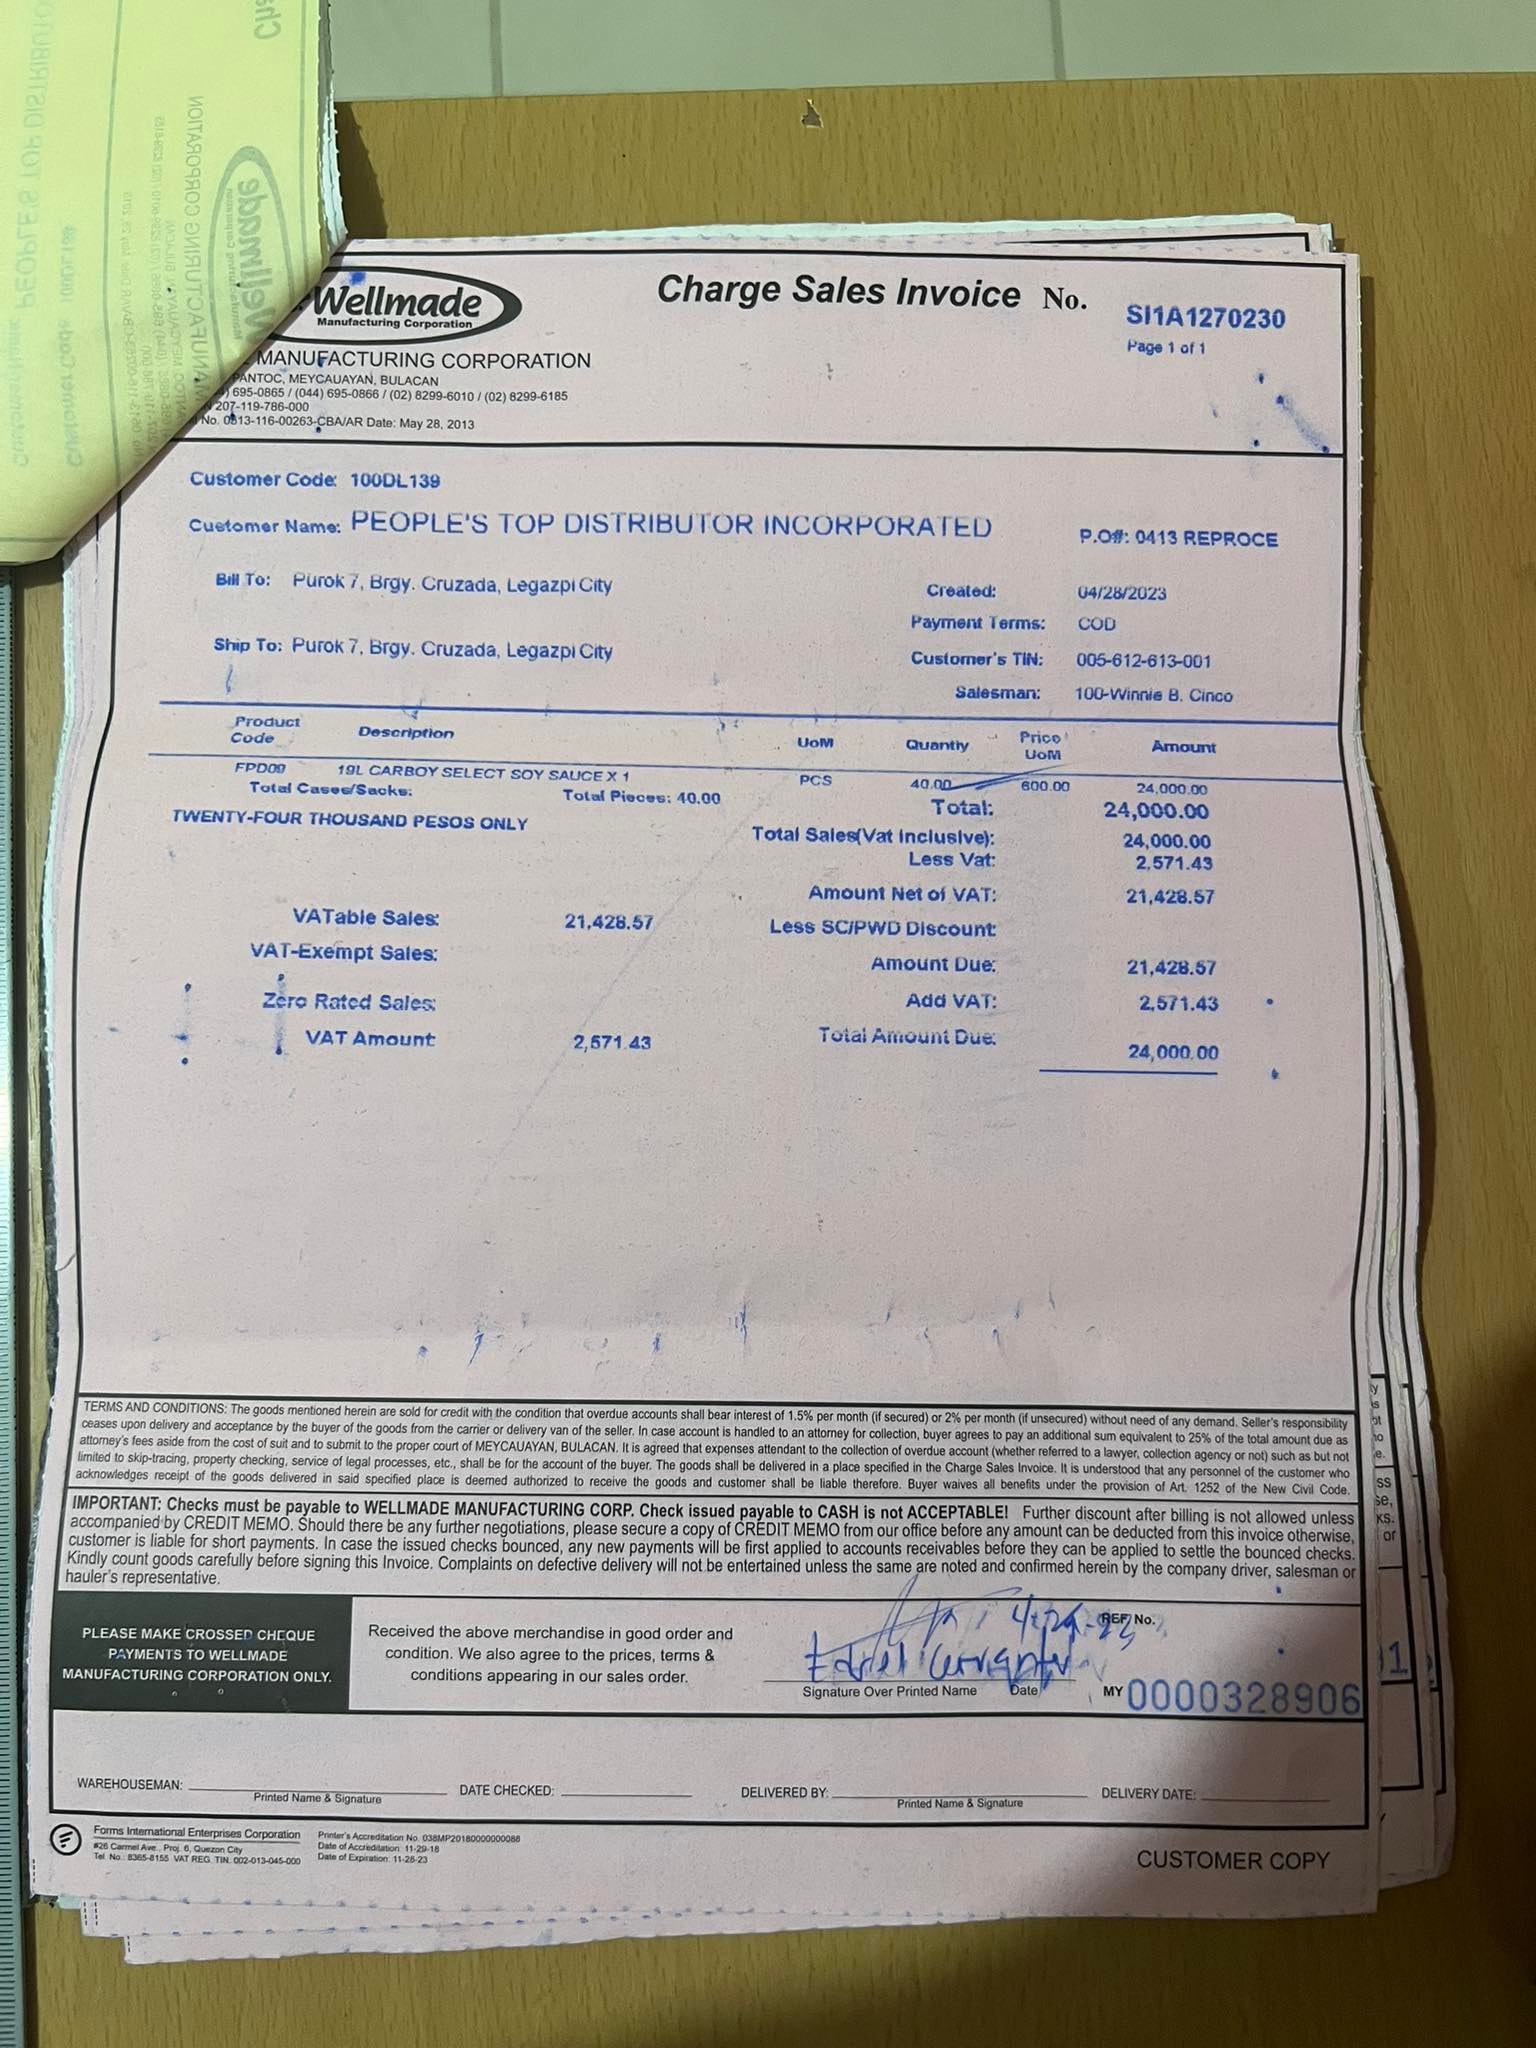 Wellmade
Manufacturing Corporation
Charge Sales Invoice No.
SI1A1270230
Page 1 of 1
MANUFACTURING CORPORATION
PANTOC, MEYCAUAYAN, BULACAN
695-0865 / (044) 695-0866 / (02) 8299-6010 / (02) 8299-6185
207-119-786-000
No. 0513-116-00263-CBA/AR Date: May 28, 2013
Customer Code: 100DL139
Customer Name: PEOPLE'S TOP DISTRIBUTOR INCORPORATED
P.O#: 0413 REPROCE
Bill To: Purok 7, Brgy. Cruzada, Legazpi City
Created: 04/28/2023
Payment Terms: COD
Ship To: Purok 7, Brgy. Cruzada, Legazpi City
Customer's TIN: 005-612-613-001
Salesman: 100-Winnie B. Cinco
Product Code Description UoM Quantity Price UoM Amount
FPD09 19L CARBOY SELECT SOY SAUCE X 1 PCS 40.00 600.00 24,000.00
Total Cases/Sacks: Total Pieces: 40.00 Total: 24,000.00
TWENTY-FOUR THOUSAND PESOS ONLY
Total Sales(Vat Inclusive): 24,000.00
Less Vat: 2,571.43
Amount Net of VAT: 21,428.57
VATable Sales: 21,428.57 Less SC/PWD Discount:
VAT-Exempt Sales: Amount Due: 21,428.57
Zero Rated Sales: Add VAT: 2,571.43
VAT Amount: 2,571.43 Total Amount Due: 24,000.00
TERMS AND CONDITIONS: The goods mentioned herein are sold for credit with the condition that overdue accounts shall bear interest of 1.5% per month (if secured) or 2% per month (if unsecured) without need of any demand. Seller's responsibility
ceases upon delivery and acceptance by the buyer of the goods from the carrier or delivery van of the seller. In case account is handled to an attorney for collection, buyer agrees to pay an additional sum equivalent to 25% of the total amount due as
attorney's fees aside from the cost of suit and to submit to the proper court of MEYCAUAYAN, BULACAN. It is agreed that expenses attendant to the collection of overdue account (whether referred to a lawyer, collection agency or not) such as but not
limited to skip-tracing, property checking, service of legal processes, etc., shall be for the account of the buyer. The goods shall be delivered in a place specified in the Charge Sales Invoice. It is understood that any personnel of the customer who
acknowledges receipt of the goods delivered in said specified place is deemed authorized to receive the goods and customer shall be liable therefore. Buyer waives all benefits under the provision of Art. 1252 of the New Civil Code.
IMPORTANT: Checks must be payable to WELLMADE MANUFACTURING CORP. Check issued payable to CASH is not ACCEPTABLE! Further discount after billing is not allowed unless
accompanied by CREDIT MEMO. Should there be any further negotiations, please secure a copy of CREDIT MEMO from our office before any amount can be deducted from this invoice otherwise,
customer is liable for short payments. In case the issued checks bounced, any new payments will be first applied to accounts receivables before they can be applied to settle the bounced checks.
Kindly count goods carefully before signing this Invoice. Complaints on defective delivery will not be entertained unless the same are noted and confirmed herein by the company driver, salesman or
hauler's representative.
PLEASE MAKE CROSSED CHEQUE
PAYMENTS TO WELLMADE
MANUFACTURING CORPORATION ONLY.
Received the above merchandise in good order and
condition. We also agree to the prices, terms &
conditions appearing in our sales order.
REF. No.
Signature Over Printed Name Date
MY 0000328906
WAREHOUSEMAN: DATE CHECKED: DELIVERED BY: DELIVERY DATE:
Printed Name & Signature Printed Name & Signature
Forms International Enterprises Corporation
#26 Carmel Ave., Proj. 6, Quezon City
Tel. No.: 8365-8155 VAT REG. TIN. 002-013-045-000
Printer's Accreditation No. 038MP20180000000088
Date of Accreditation: 11-29-18
Date of Expiration: 11-28-23
CUSTOMER COPY